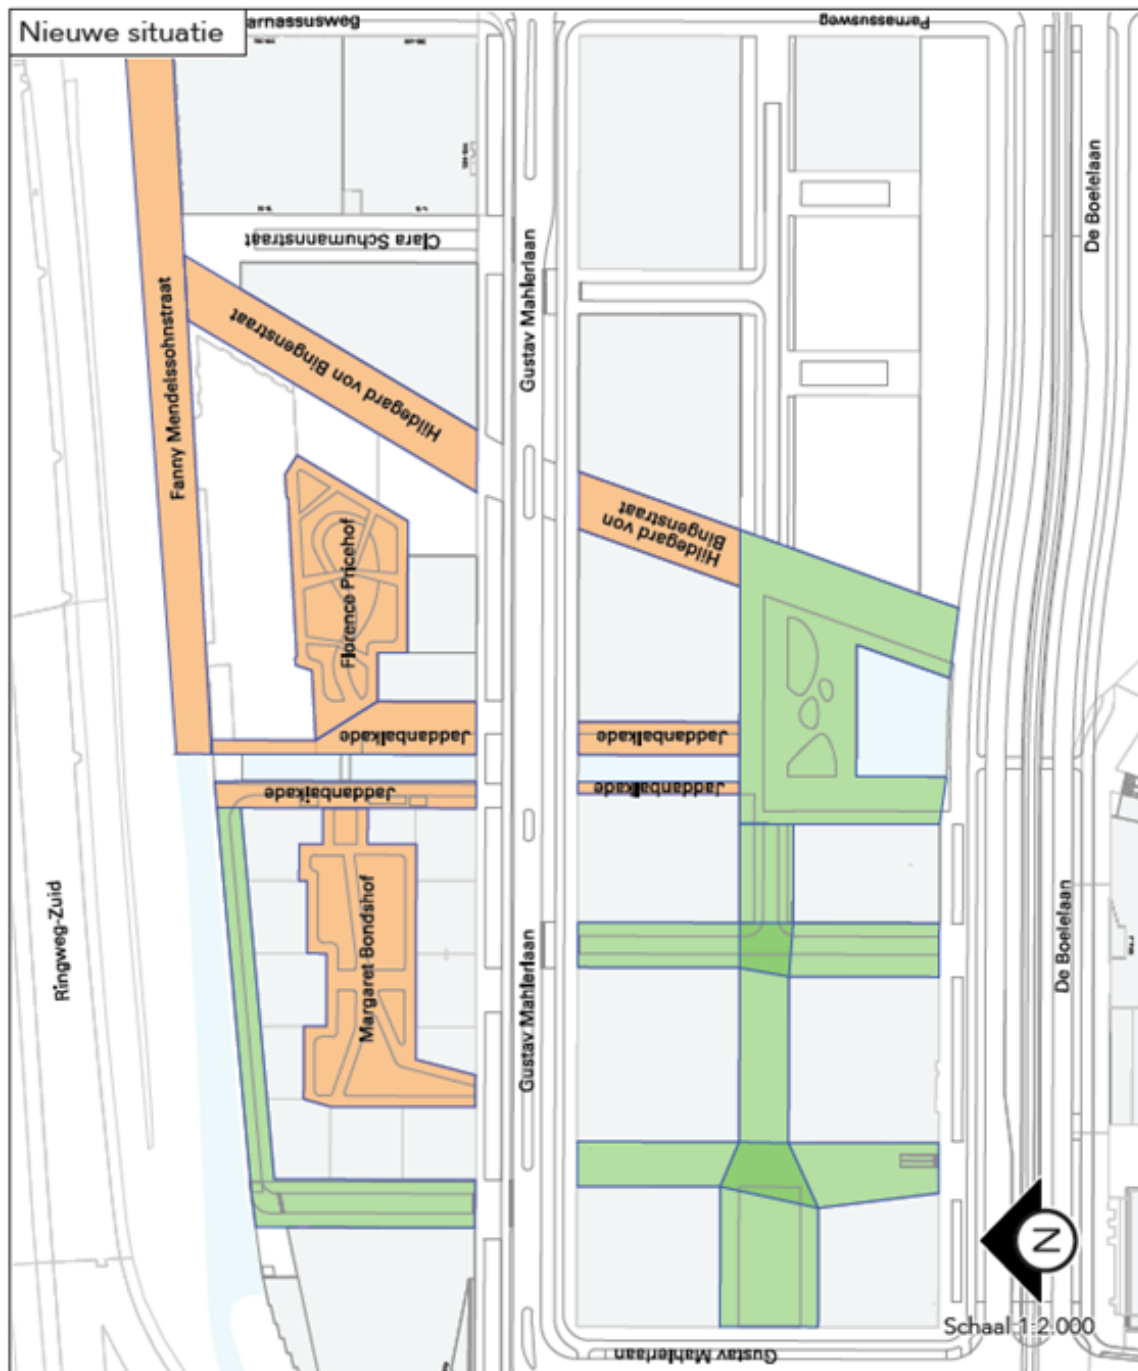 Nieuwe situatie
arnassusweg
Parnassusweg
De Boelelaan
Clara Schumannstraat
Gustav Mahlerlaan
Fanny Mendelssohnstraat
Hildegard von Bingenstraat
Hildegard von
Bingenstraat
Florence Pricehof
Jaddanbaikade
Jaddanbaikade
Jaddanbaikade
Jaddanbaikade
Margaret Bondshof
Ringweg-Zuid
Gustav Mahlerlaan
De Boelelaan
N
Schaal 1:2.000
Gustav Mahlerlaan